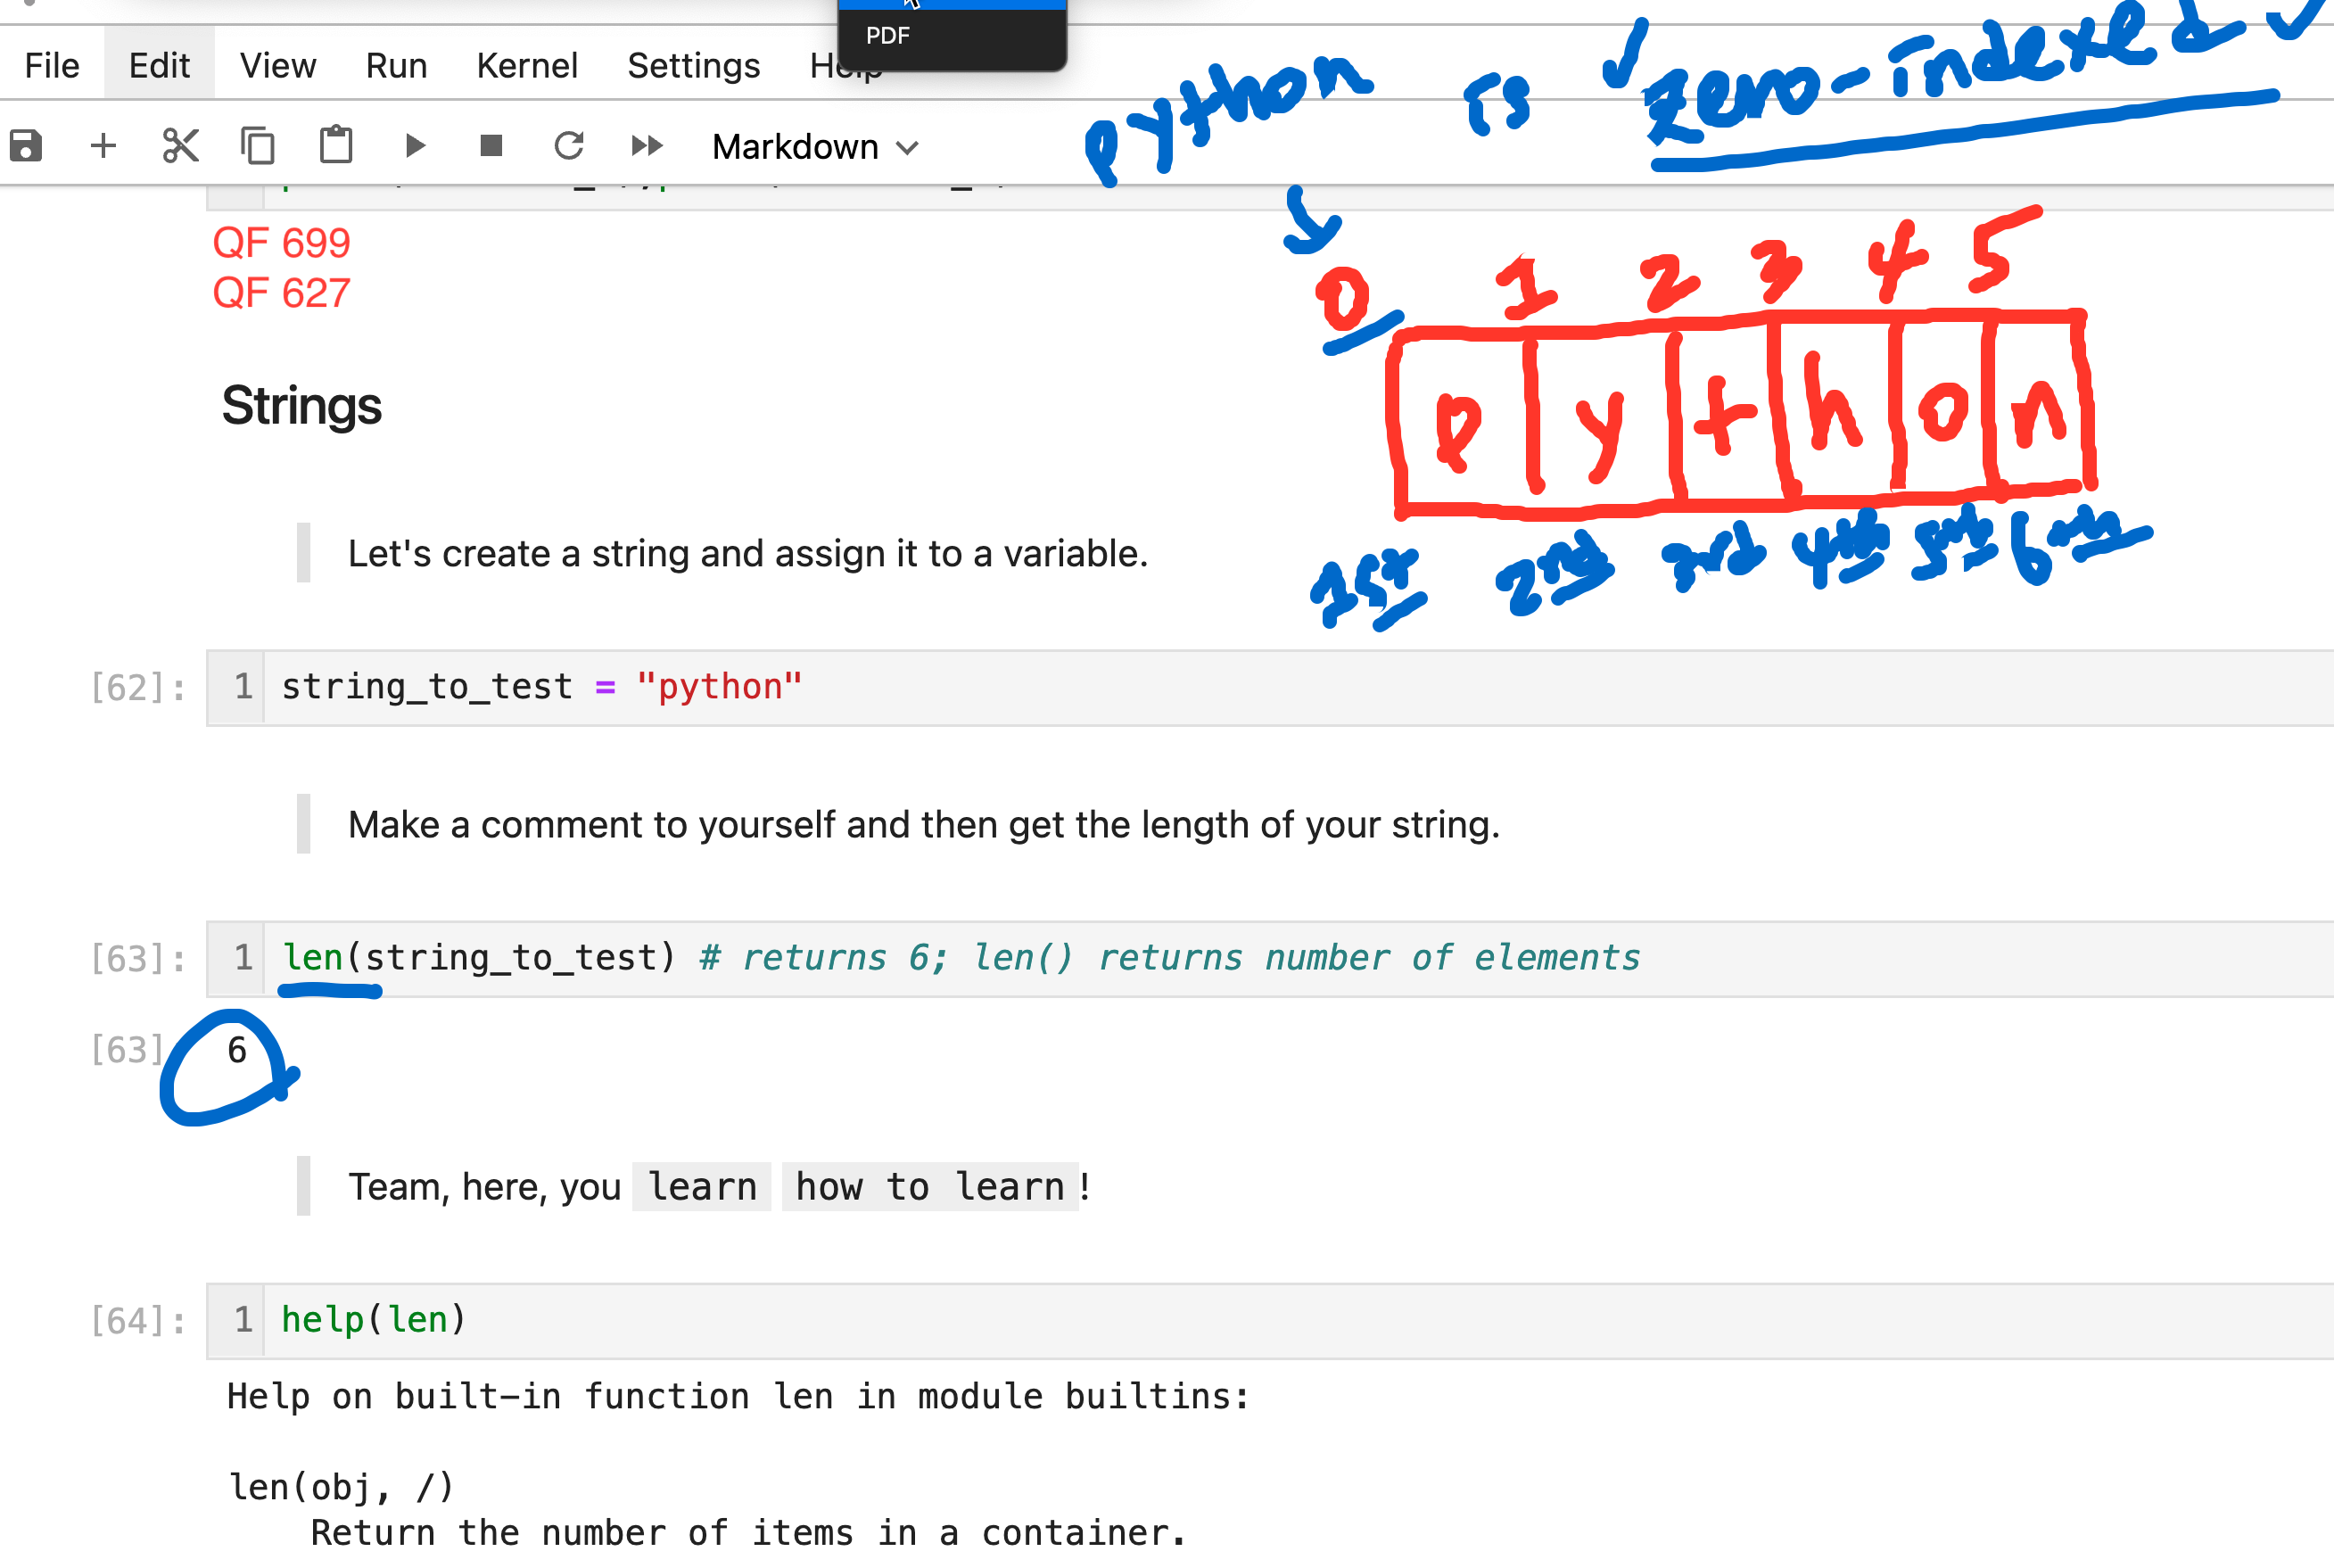 PDF
File Edit View Run Kernel Settings Help
python is zero-indexed
Markdown
QF 699
QF 627
0 1 2 3 4 5
Strings
p y t h o n
Let's create a string and assign it to a variable.
1st 2nd 3rd 4th 5th 6th
[62]: 1 string_to_test = "python"
Make a comment to yourself and then get the length of your string.
[63]: 1 len(string_to_test) # returns 6; len() returns number of elements
[63] 6
Team, here, you learn how to learn!
[64]: 1 help(len)
Help on built-in function len in module builtins:
len(obj, /)
Return the number of items in a container.